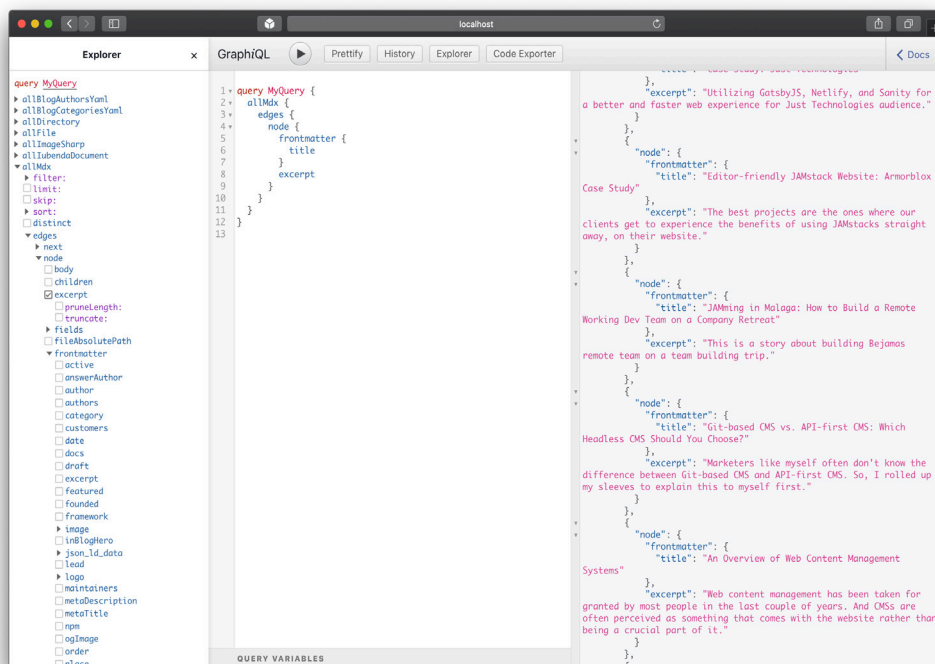 localhost
Explorer x
GraphiQL Prettify History Explorer Code Exporter Docs
query MyQuery
allBlogAuthorsYaml
allBlogCategoriesYaml
allDirectory
allFile
allImageSharp
allIubendaDocument
allMdx
filter:
limit:
skip:
sort:
distinct
edges
next
node
body
children
excerpt
pruneLength:
truncate:
fields
fileAbsolutePath
frontmatter
active
answerAuthor
author
authors
category
customers
date
docs
draft
excerpt
featured
founded
framework
image
inBlogHero
json_ld_data
lead
logo
maintainers
metaDescription
metaTitle
npm
ogImage
order
place
1 query MyQuery {
2 allMdx {
3 edges {
4 node {
5 frontmatter {
6 title
7 }
8 excerpt
9 }
10 }
11 }
12 }
13
QUERY VARIABLES
"title": "Case Study: Just Technologies"
},
"excerpt": "Utilizing GatsbyJS, Netlify, and Sanity for
a better and faster web experience for Just Technologies audience."
}
},
{
"node": {
"frontmatter": {
"title": "Editor-friendly JAMstack Website: Armorblox
Case Study"
},
"excerpt": "The best projects are the ones where our
clients get to experience the benefits of using JAMstacks straight
away, on their website."
}
},
{
"node": {
"frontmatter": {
"title": "JAMming in Malaga: How to Build a Remote
Working Dev Team on a Company Retreat"
},
"excerpt": "This is a story about building Bejamas
remote team on a team building trip."
}
},
{
"node": {
"frontmatter": {
"title": "Git-based CMS vs. API-first CMS: Which
Headless CMS Should You Choose?"
},
"excerpt": "Marketers like myself often don't know the
difference between Git-based CMS and API-first CMS. So, I rolled up
my sleeves to explain this to myself first."
}
},
{
"node": {
"frontmatter": {
"title": "An Overview of Web Content Management
Systems"
},
"excerpt": "Web content management has been taken for
granted by most people in the last couple of years. And CMSs are
often perceived as something that comes with the website rather than
being a crucial part of it."
}
},
{